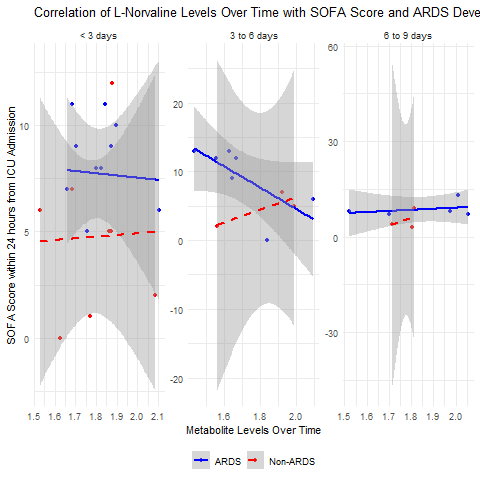 Correlation of L-Norvaline Levels Over Time with SOFA Score and ARDS Deve
< 3 days
3 to 6 days
6 to 9 days
SOFA Score within 24 hours from ICU Admission
10
5
0
20
10
0
-10
-20
60
30
0
-30
1.5 1.6 1.7 1.8 1.9 2.0 2.1
1.6 1.8 2.0
1.5 1.6 1.7 1.8 1.9 2.0
Metabolite Levels Over Time
ARDS Non-ARDS